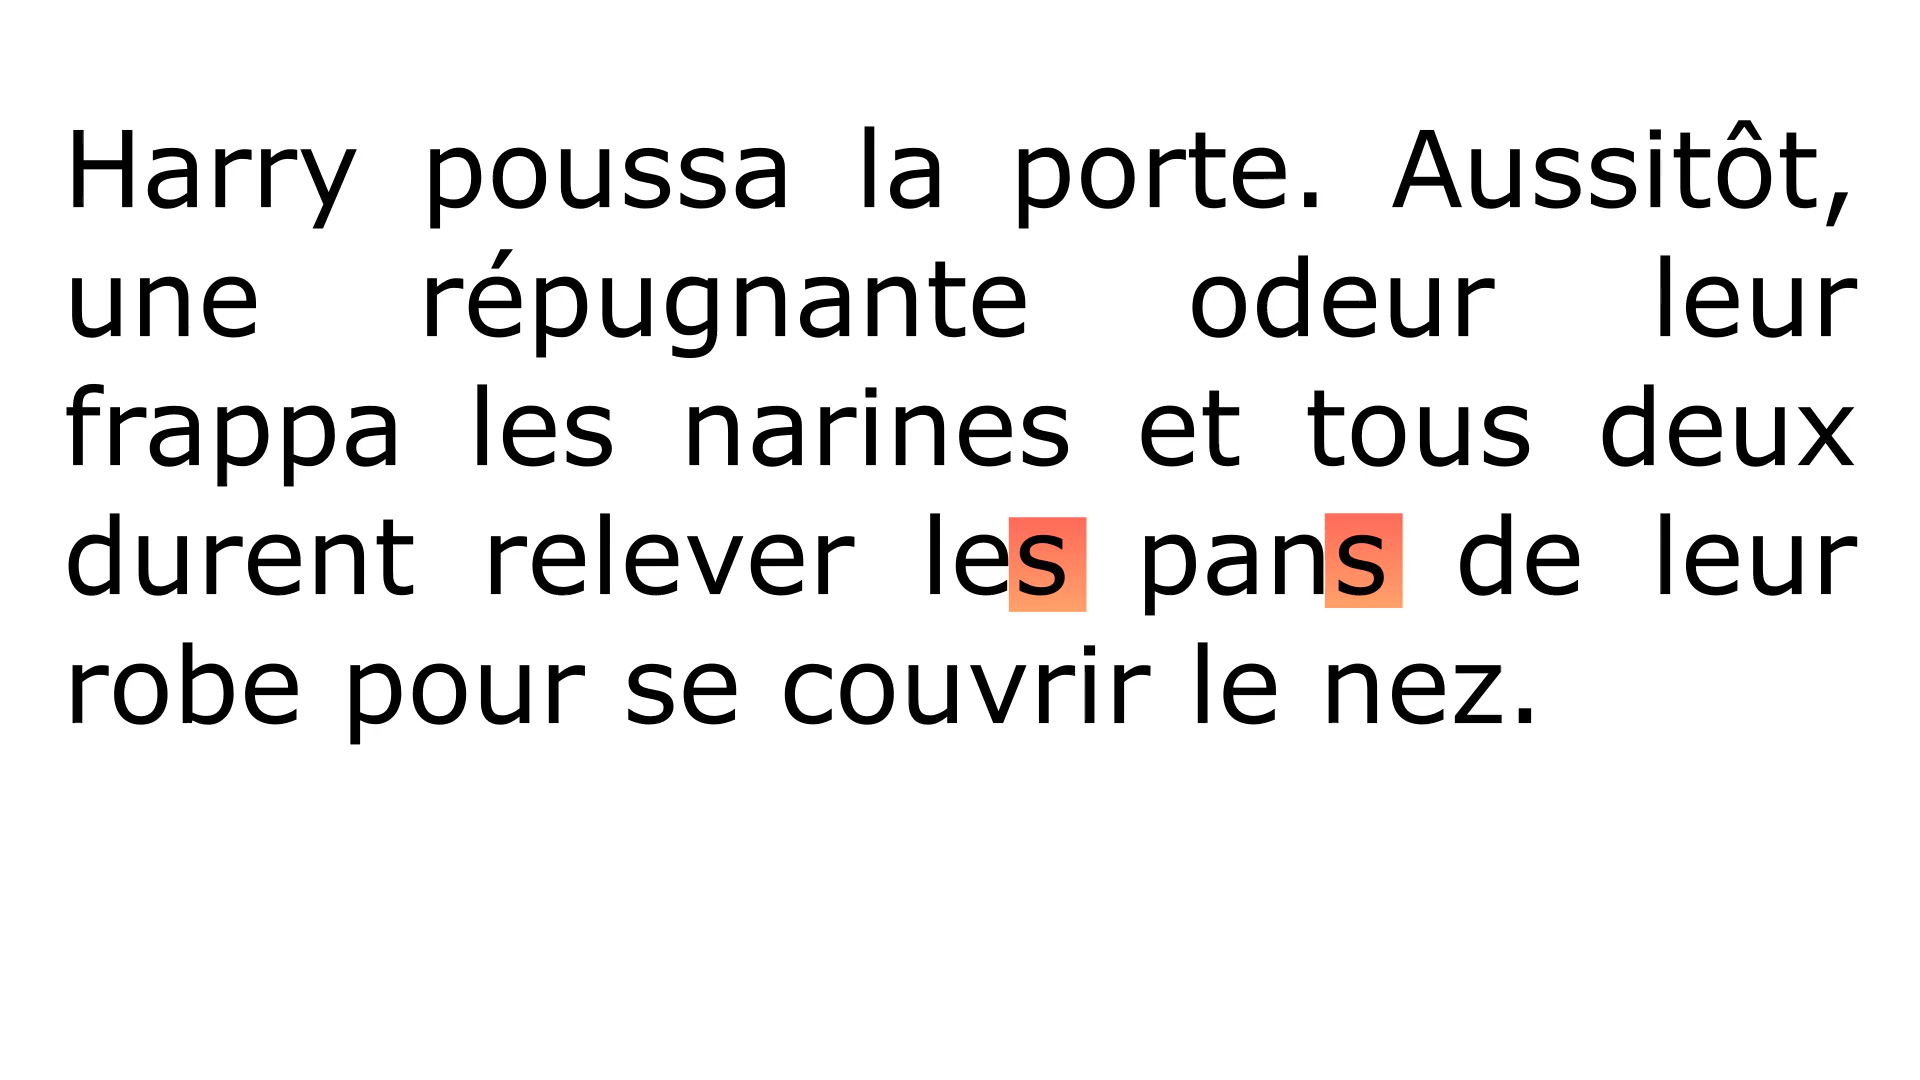 Harry poussa la porte. Aussitôt,
une répugnante odeur leur
frappa les narines et tous deux
durent relever les pans de leur
robe pour se couvrir le nez.